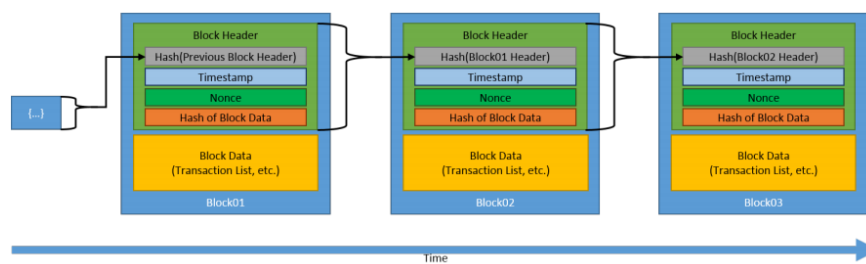 {...}
Block Header
Hash(Previous Block Header)
Timestamp
Nonce
Hash of Block Data
Block Data
(Transaction List, etc.)
Block01
Block Header
Hash(Block01 Header)
Timestamp
Nonce
Hash of Block Data
Block Data
(Transaction List, etc.)
Block02
Block Header
Hash(Block02 Header)
Timestamp
Nonce
Hash of Block Data
Block Data
(Transaction List, etc.)
Block03
Time